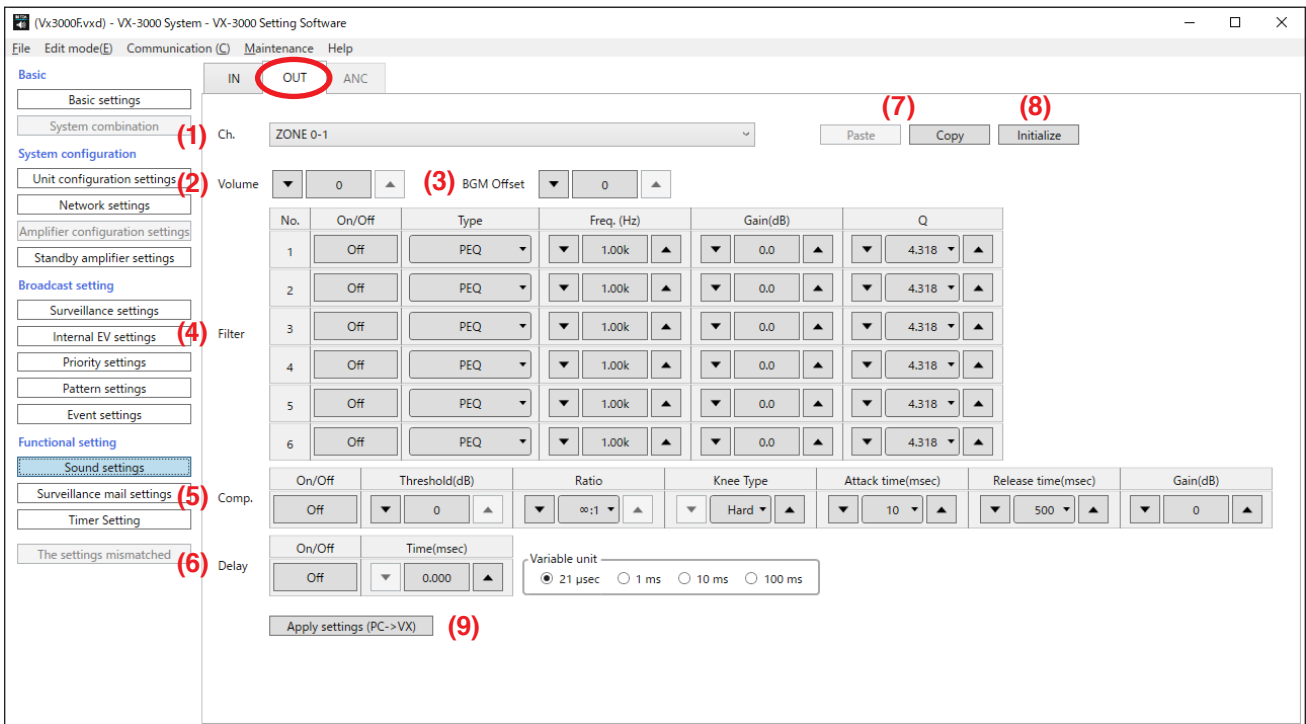 (Vx3000F.vxd) - VX-3000 System - VX-3000 Setting Software
File Edit mode(E) Communication (C) Maintenance Help
Basic
Basic settings
System combination
System configuration
Unit configuration settings
Network settings
Amplifier configuration settings
Standby amplifier settings
Broadcast setting
Surveillance settings
Internal EV settings
Priority settings
Pattern settings
Event settings
Functional setting
Sound settings
Surveillance mail settings
Timer Setting
The settings mismatched
IN OUT ANC
(7) (8)
(1) Ch. ZONE 0-1 Paste Copy Initialize
(2) Volume 0 (3) BGM Offset 0
No. On/Off Type Freq. (Hz) Gain(dB) Q
1 Off PEQ 1.00k 0.0 4.318
2 Off PEQ 1.00k 0.0 4.318
(4) Filter 3 Off PEQ 1.00k 0.0 4.318
4 Off PEQ 1.00k 0.0 4.318
5 Off PEQ 1.00k 0.0 4.318
6 Off PEQ 1.00k 0.0 4.318
On/Off Threshold(dB) Ratio Knee Type Attack time(msec) Release time(msec) Gain(dB)
(5) Comp. Off 0 ∞:1 Hard 10 500 0
On/Off Time(msec) Variable unit
(6) Delay Off 0.000 21 μsec 1 ms 10 ms 100 ms
Apply settings (PC->VX) (9)